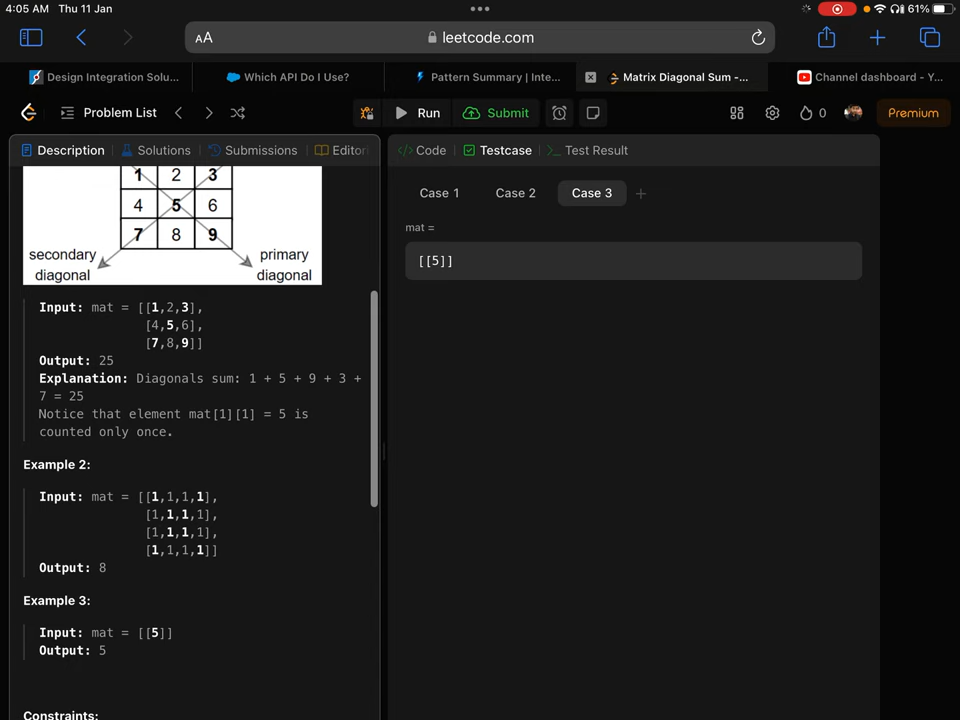 4:05 AM Thu 11 Jan
61%
AA
leetcode.com
Design Integration Solu...
Which API Do I Use?
Pattern Summary | Inte...
Matrix Diagonal Sum -...
Channel dashboard - Y...
Problem List
Run
Submit
0
Premium
Description
Solutions
Submissions
Editori
Code
Testcase
Test Result
1 2 3
4 5 6
7 8 9
secondary
diagonal
primary
diagonal
Input: mat = [[1,2,3],
[4,5,6],
[7,8,9]]
Output: 25
Explanation: Diagonals sum: 1 + 5 + 9 + 3 +
7 = 25
Notice that element mat[1][1] = 5 is
counted only once.
Example 2:
Input: mat = [[1,1,1,1],
[1,1,1,1],
[1,1,1,1],
[1,1,1,1]]
Output: 8
Example 3:
Input: mat = [[5]]
Output: 5
Constraints:
Case 1
Case 2
Case 3
+
mat =
[[5]]